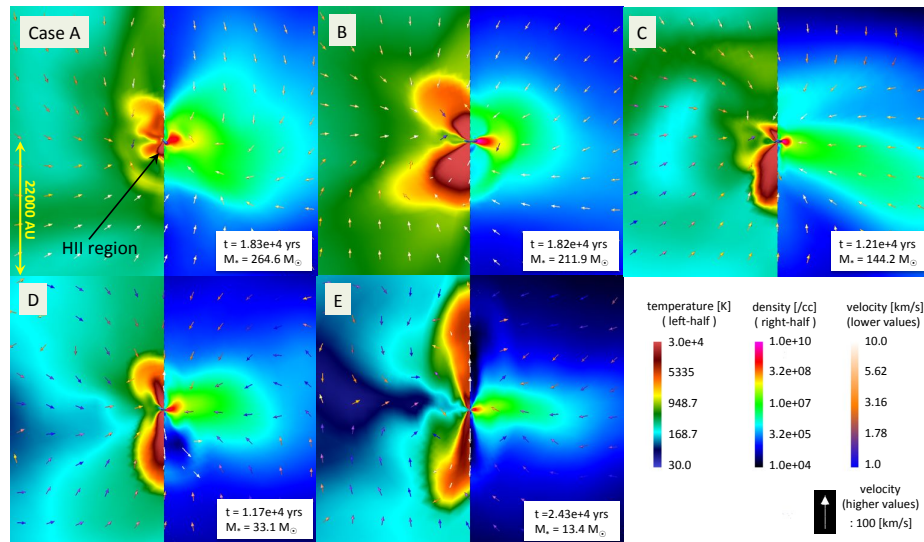 Case A
B
C
22000 AU
HII region
t = 1.83e+4 yrs
M* = 264.6 M☉
t = 1.82e+4 yrs
M* = 211.9 M☉
t = 1.21e+4 yrs
M* = 144.2 M☉
D
E
t = 1.17e+4 yrs
M* = 33.1 M☉
t =2.43e+4 yrs
M* = 13.4 M☉
temperature [K]
( left-half )
3.0e+4
5335
948.7
168.7
30.0
density [/cc]
( right-half )
1.0e+10
3.2e+08
1.0e+07
3.2e+05
1.0e+04
velocity [km/s]
(lower values)
10.0
5.62
3.16
1.78
1.0
velocity
(higher values)
: 100 [km/s]